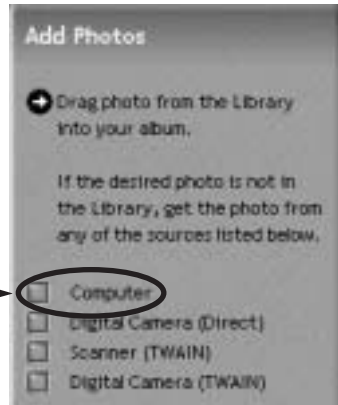 Add Photos
Drag photo from the Library
into your album.
If the desired photo is not in
the Library, get the photo from
any of the sources listed below.
Computer
Digital Camera (Direct)
Scanner (TWAIN)
Digital Camera (TWAIN)